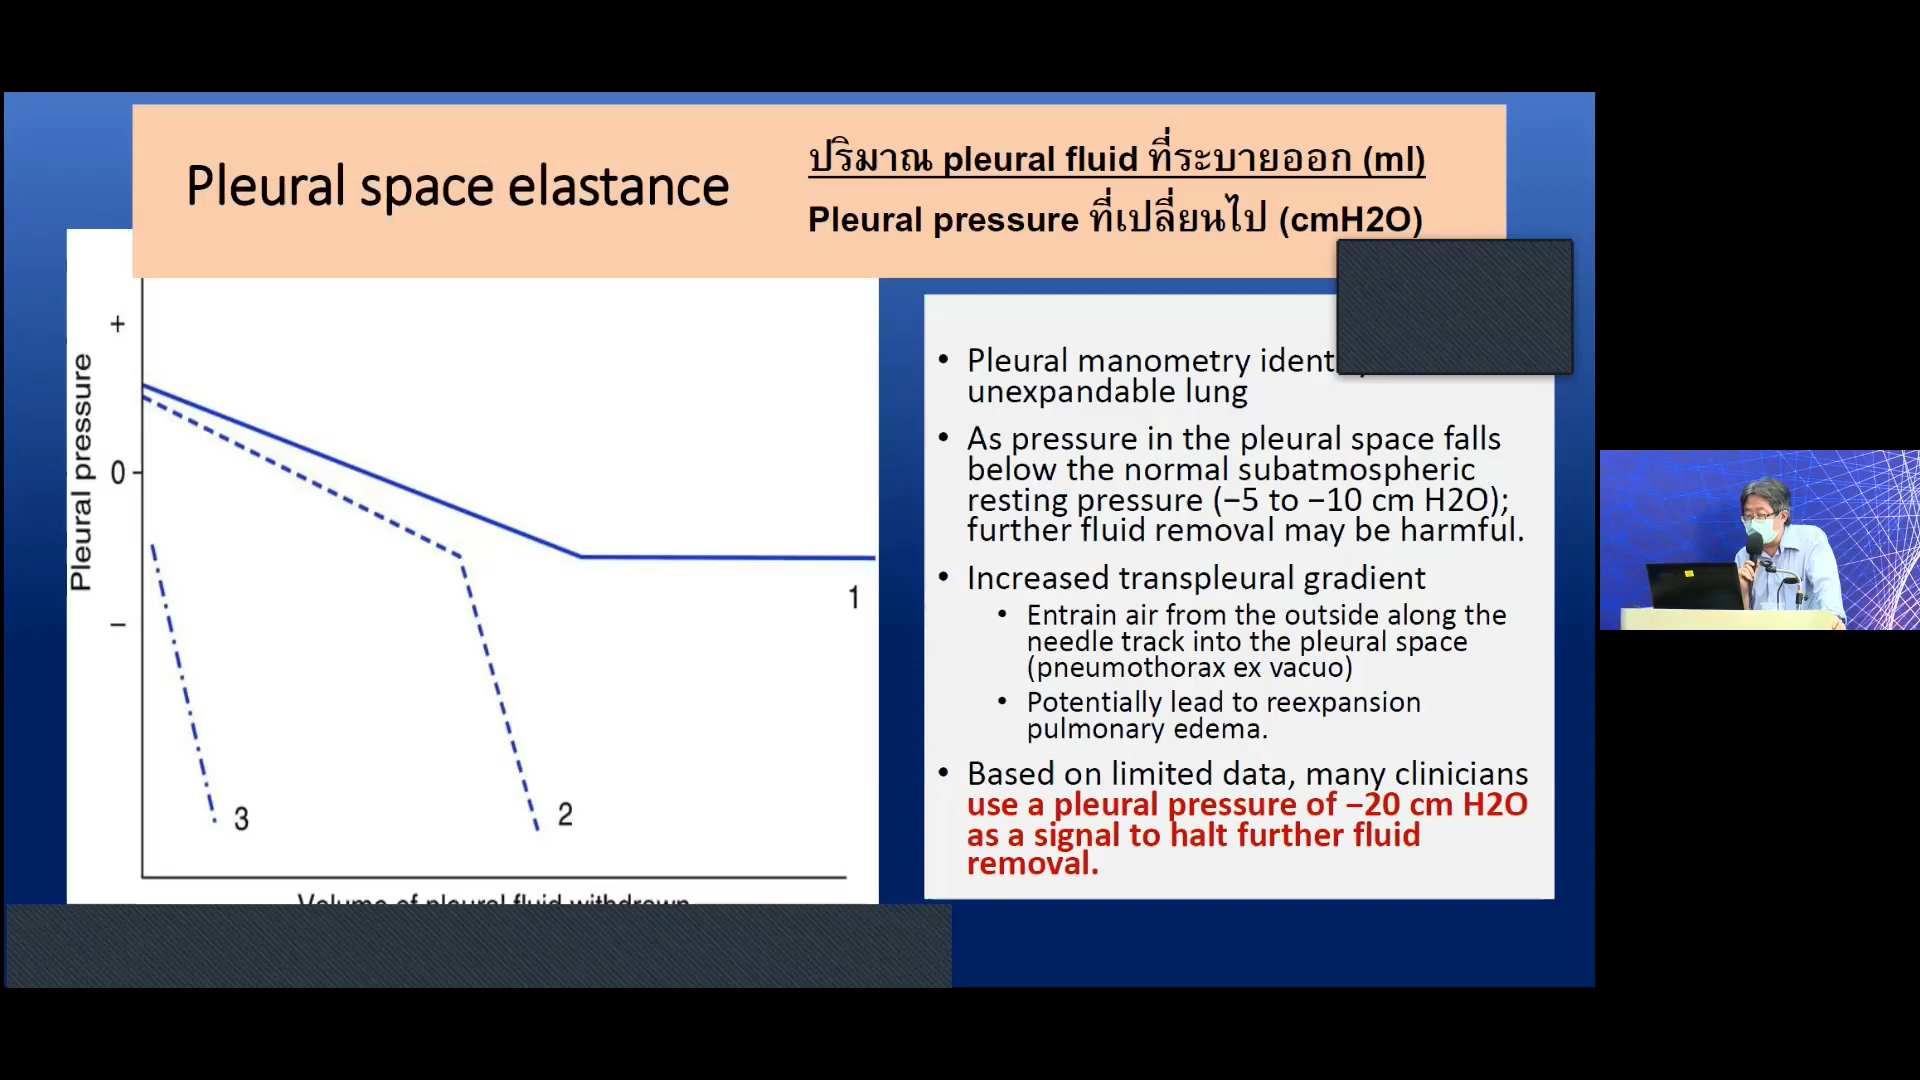 Pleural space elastance
ปริมาณ pleural fluid ที่ระบายออก (ml)
Pleural pressure ที่เปลี่ยนไป (cmH2O)
Pleural pressure
+
0
−
1
2
3
Volume of pleural fluid withdrawn
• Pleural manometry
unexpandable lung
• As pressure in the pleural space falls
below the normal subatmospheric
resting pressure (−5 to −10 cm H2O);
further fluid removal may be harmful.
• Increased transpleural gradient
• Entrain air from the outside along the
needle track into the pleural space
(pneumothorax ex vacuo)
• Potentially lead to reexpansion
pulmonary edema.
• Based on limited data, many clinicians
use a pleural pressure of −20 cm H2O
as a signal to halt further fluid
removal.